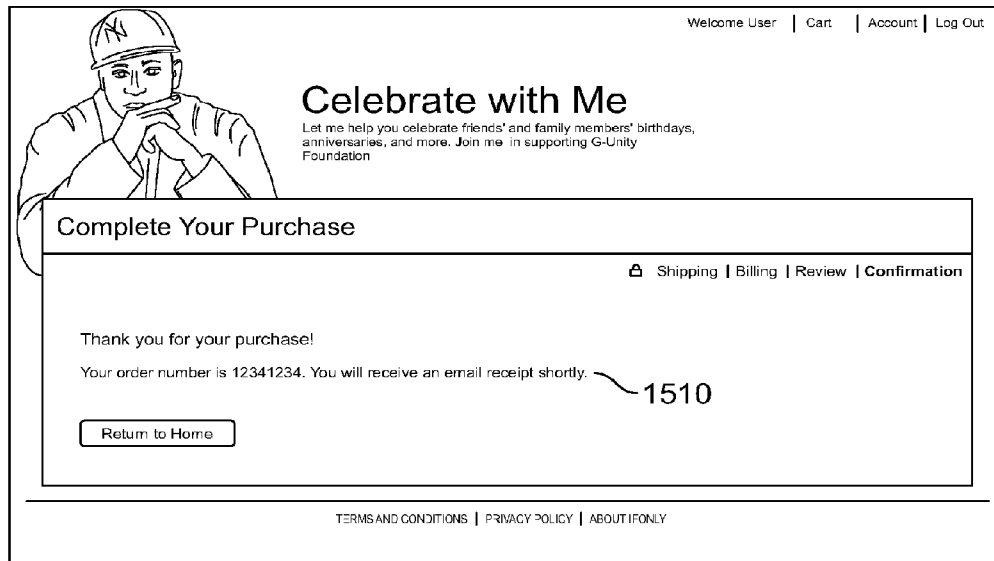 Welcome User | Cart | Account | Log Out
NY
Celebrate with Me
Let me help you celebrate friends' and family members' birthdays,
anniversaries, and more. Join me in supporting G-Unity
Foundation
Complete Your Purchase
Shipping | Billing | Review | Confirmation
Thank you for your purchase!
Your order number is 12341234. You will receive an email receipt shortly.
1510
Return to Home
TERMS AND CONDITIONS | PRIVACY POLICY | ABOUT IFONLY